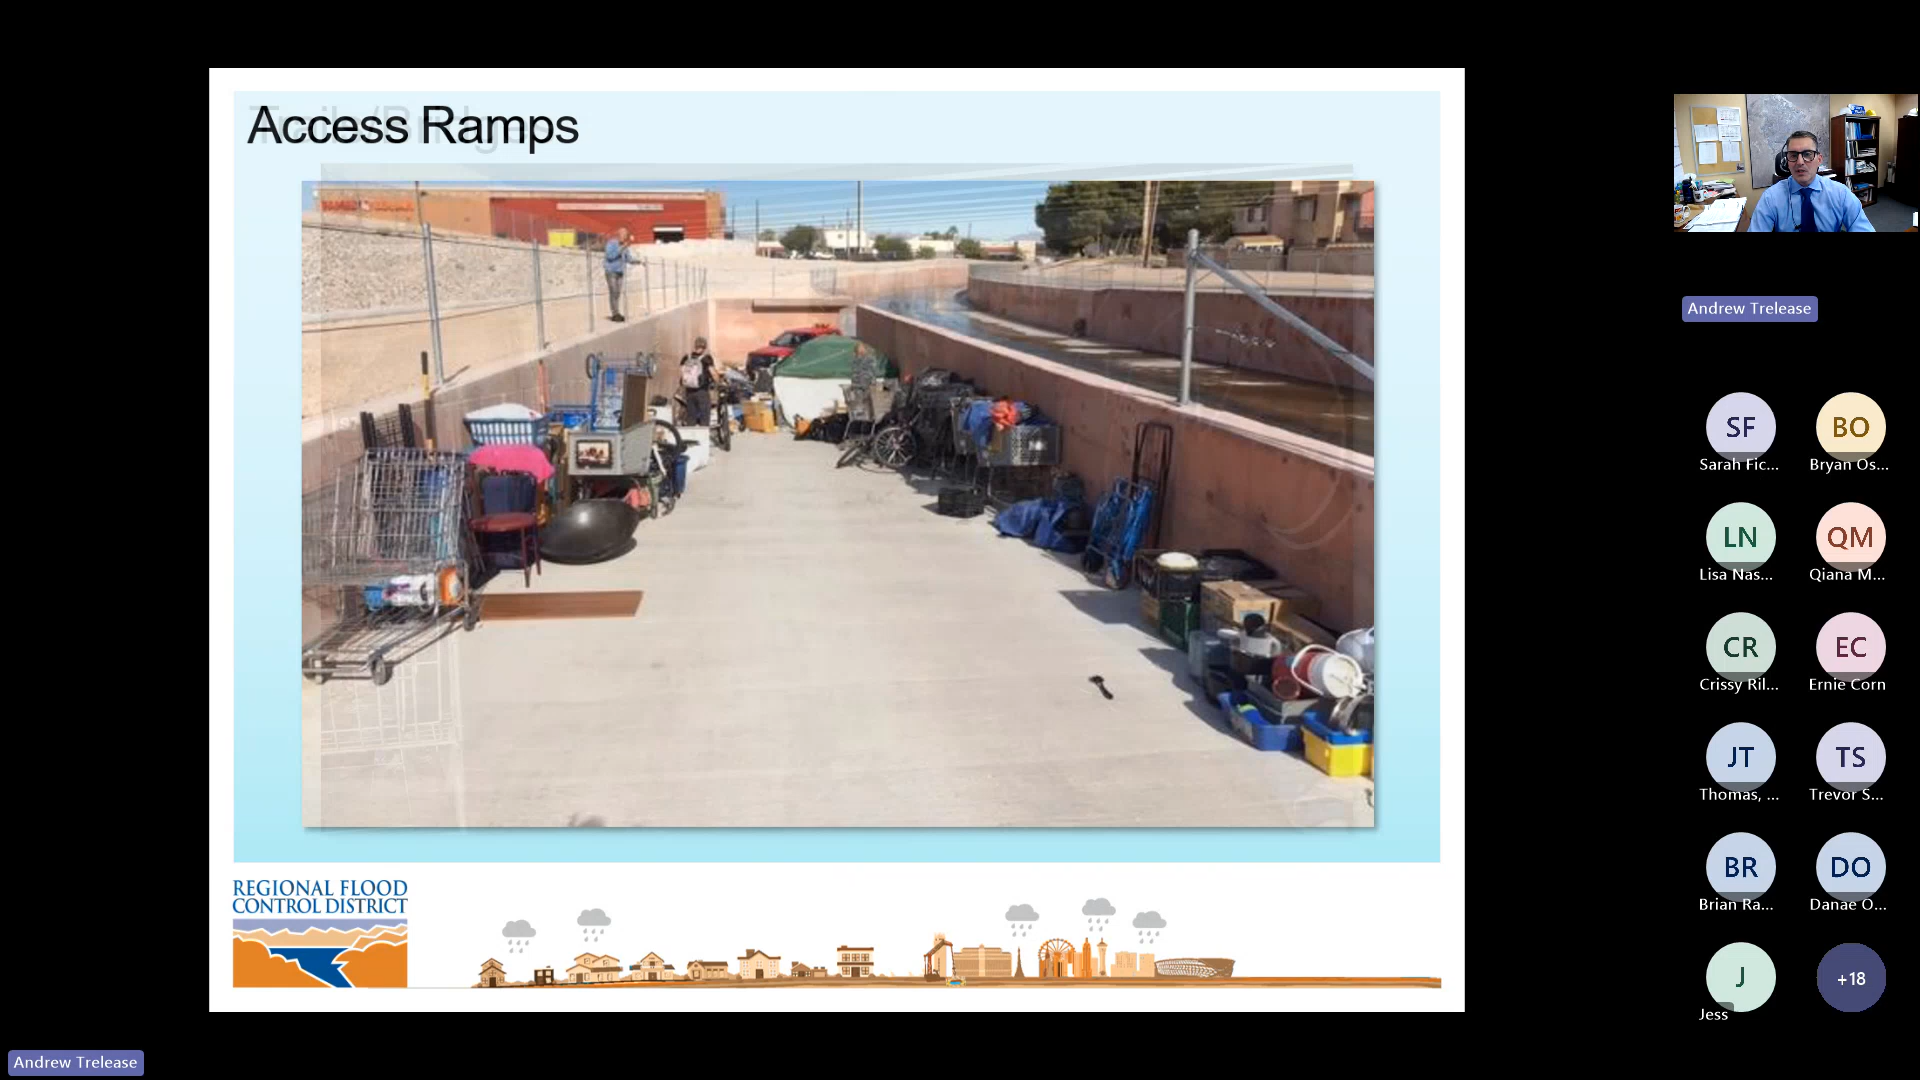 Access Ramps
REGIONAL FLOOD
CONTROL DISTRICT
Andrew Trelease
SF
Sarah Fic...
BO
Bryan Os...
LN
Lisa Nas...
QM
Qiana M...
CR
Crissy Ril...
EC
Ernie Corn
JT
Thomas, ...
TS
Trevor S...
BR
Brian Ra...
DO
Danae O...
J
Jess
+18
Andrew Trelease